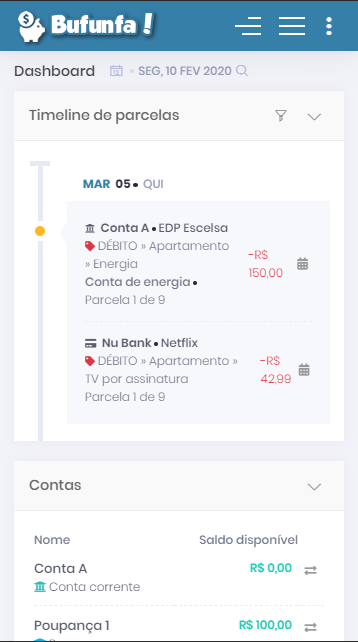 Bufunfa!
Dashboard SEG, 10 FEV 2020
Timeline de parcelas
MAR 05 • QUI
Conta A • EDP Escelsa
DÉBITO » Apartamento
» Energia
Conta de energia •
Parcela 1 de 9
-R$
150,00
Nu Bank • Netflix
DÉBITO » Apartamento »
TV por assinatura
Parcela 1 de 9
-R$
42,99
Contas
Nome Saldo disponível
Conta A R$ 0,00
Conta corrente
Poupança 1 R$ 100,00